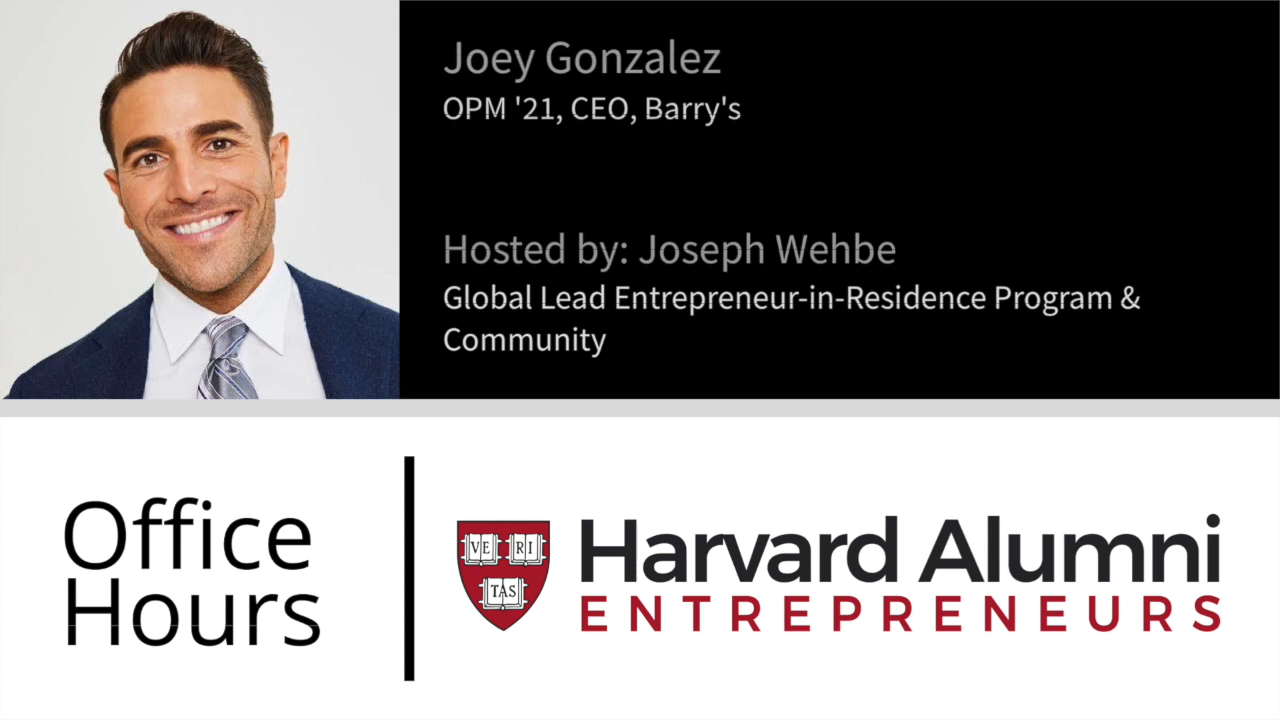 Joey Gonzalez
OPM '21, CEO, Barry's
Hosted by: Joseph Wehbe
Global Lead Entrepreneur-in-Residence Program &
Community
Office
Hours
VE RI
TAS
Harvard Alumni
ENTREPRENEURS